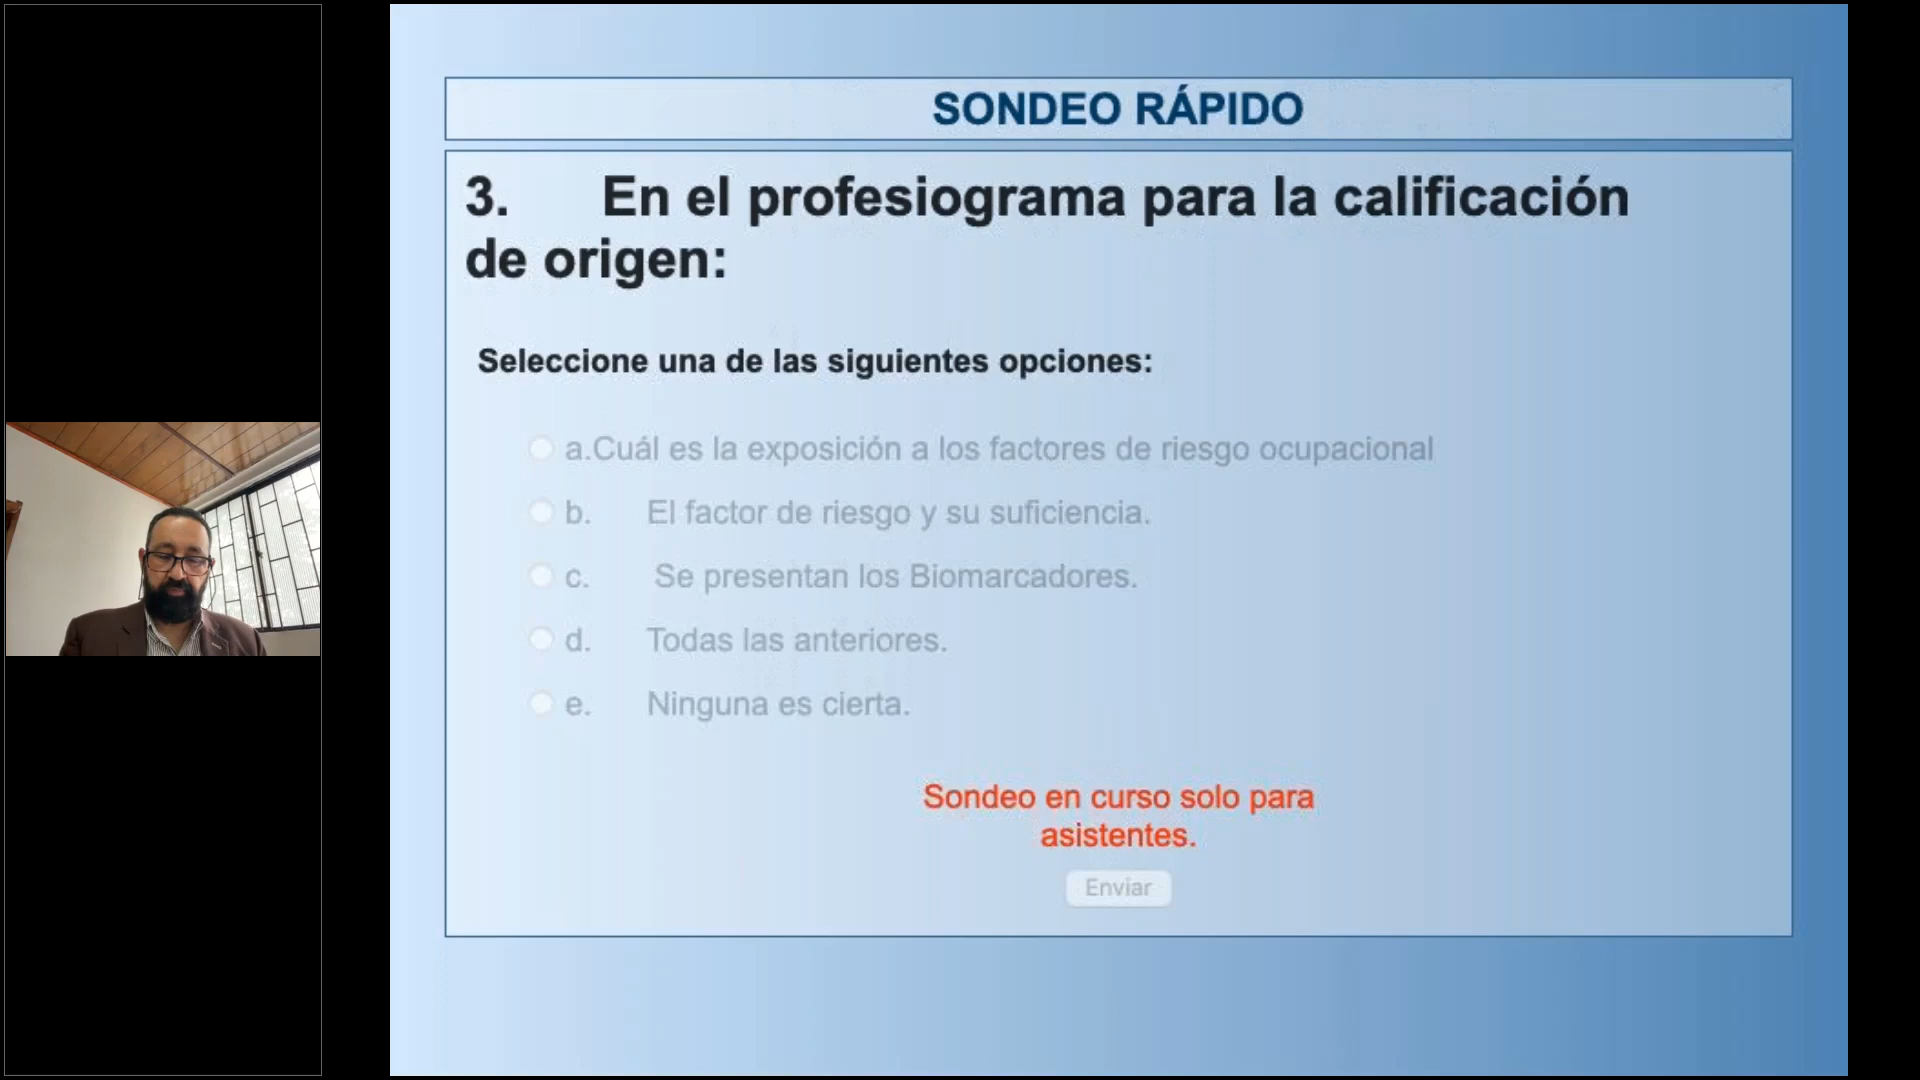 SONDEO RÁPIDO
3. En el profesiograma para la calificación
de origen:
Seleccione una de las siguientes opciones:
a.Cuál es la exposición a los factores de riesgo ocupacional
b. El factor de riesgo y su suficiencia.
c. Se presentan los Biomarcadores.
d. Todas las anteriores.
e. Ninguna es cierta.
Sondeo en curso solo para
asistentes.
Enviar